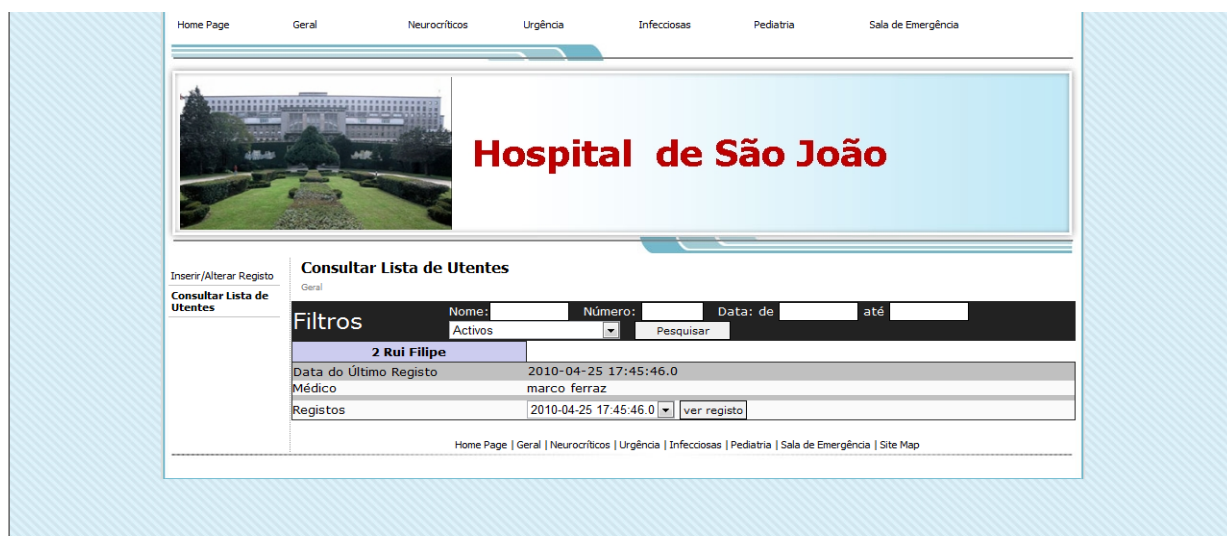 Home Page Geral Neurocríticos Urgência Infecciosas Pediatria Sala de Emergência
Hospital de São João
Inserir/Alterar Registo
Consultar Lista de
Utentes
Consultar Lista de Utentes
Geral
Filtros
Nome: Número: Data: de até
Activos Pesquisar
2 Rui Filipe
Data do Último Registo 2010-04-25 17:45:46.0
Médico marco ferraz
Registos 2010-04-25 17:45:46.0 ver registo
Home Page | Geral | Neurocríticos | Urgência | Infecciosas | Pediatria | Sala de Emergência | Site Map